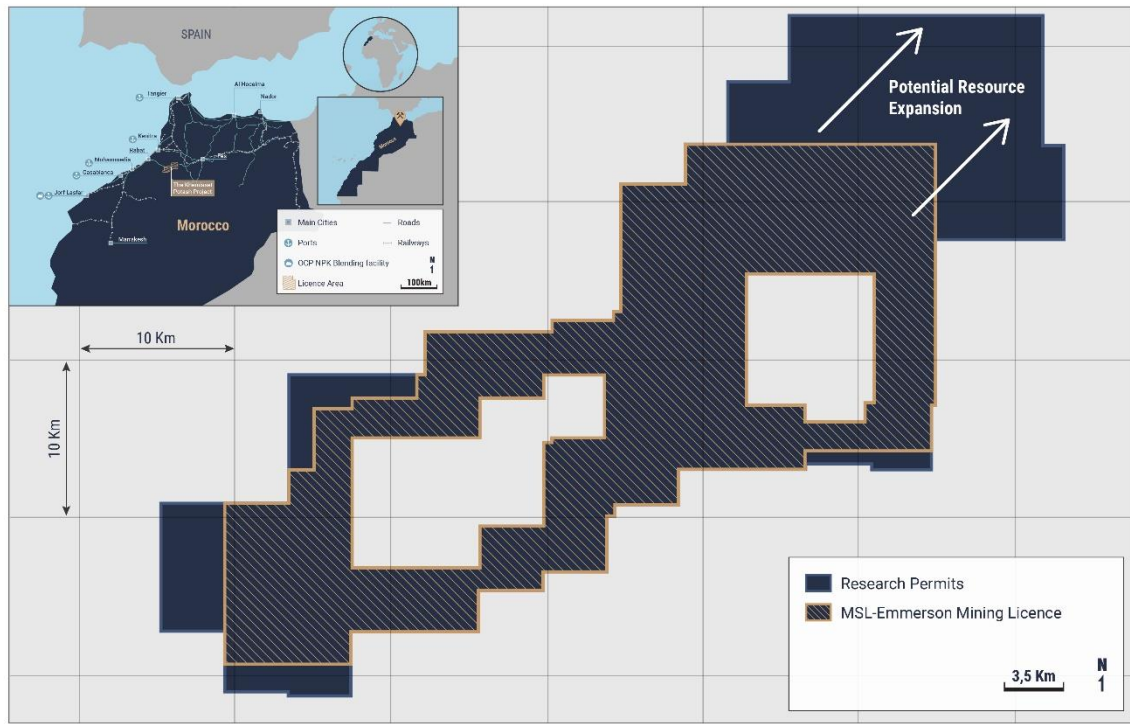 SPAIN
Tangier
Al Hoceima
Nador
Kenitra
Rabat
Mohammedia
Fes
Casablanca
Jorf Lasfar
The Khemisset
Potash Project
Morocco
Marrakesh
Morocco
Main Cities
Roads
Ports
Railways
OCP NPK Blending facility
N
1
Licence Area
100km
Potential Resource
Expansion
10 Km
10 Km
Research Permits
MSL-Emmerson Mining Licence
3,5 Km
N
1